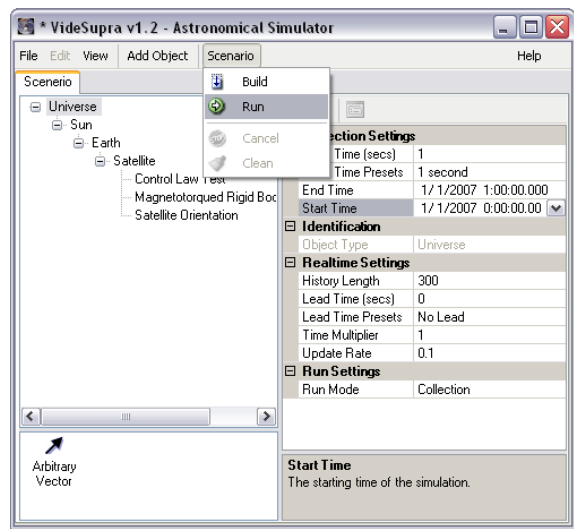 * VideSupra v1.2 - Astronomical Simulator
File Edit View Add Object Scenario Help
Scenerio
Build
Run
Cancel
Clean
Universe
Sun
Earth
Satellite
Control Law Test
Magnetotorqued Rigid Boc
Satellite Orientation
ection Settings
Time (secs) 1
Time Presets 1 second
End Time 1/ 1/2007 1:00:00.000
Start Time 1/ 1/2007 0:00:00.00
Identification
Object Type Universe
Realtime Settings
History Length 300
Lead Time (secs) 0
Lead Time Presets No Lead
Time Multiplier 1
Update Rate 0.1
Run Settings
Run Mode Collection
Arbitrary
Vector
Start Time
The starting time of the simulation.